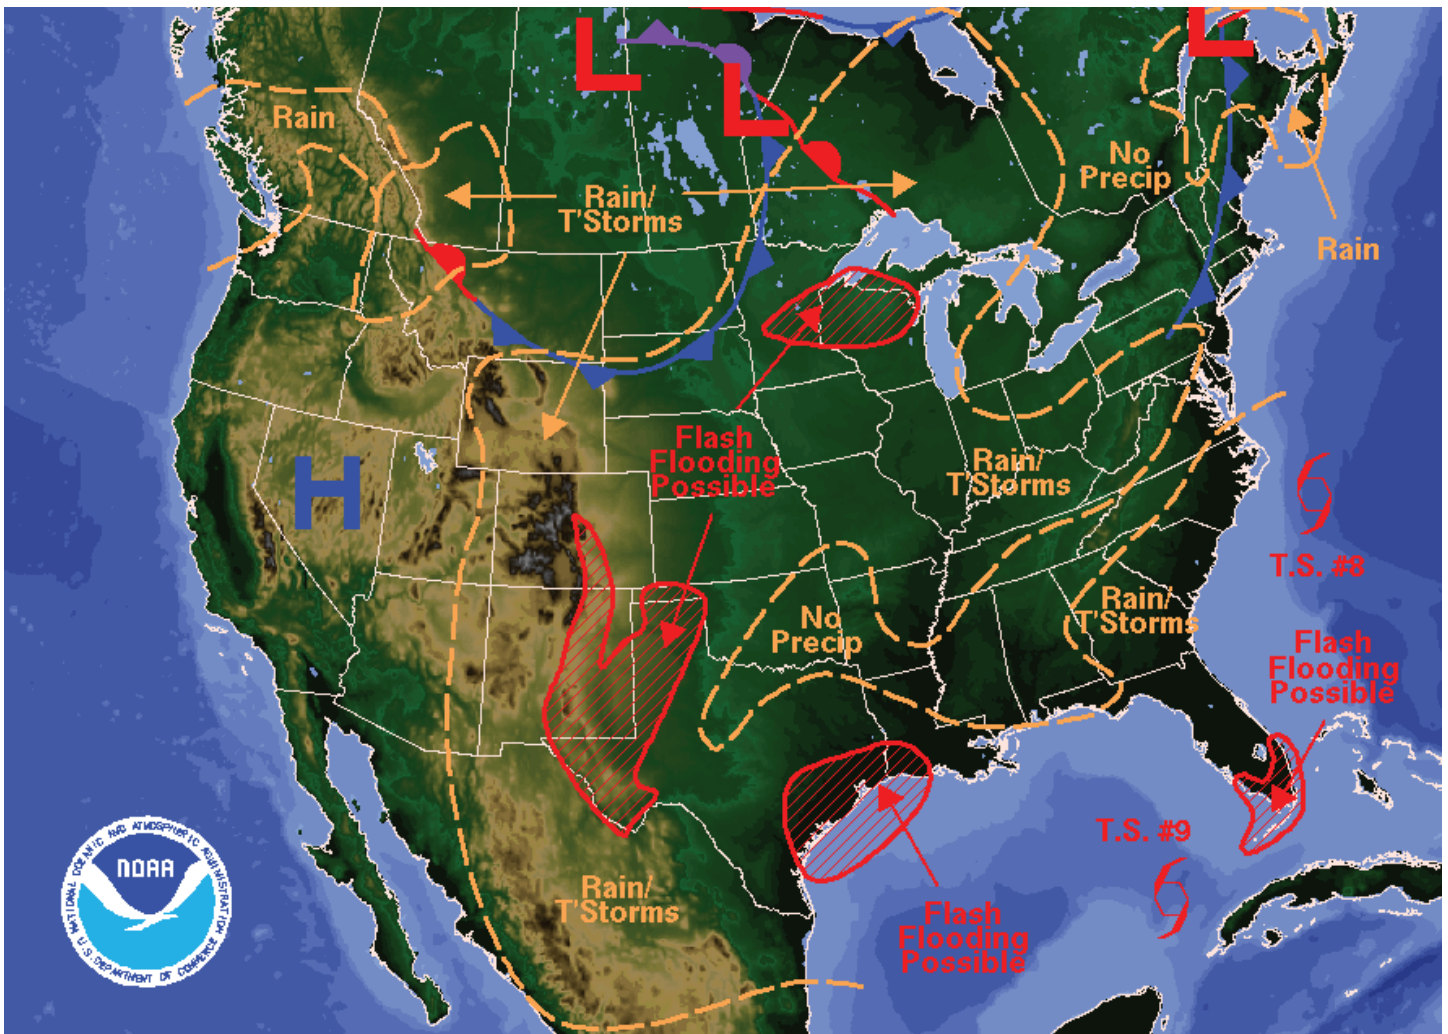 Rain
No
Precip
Rain/
T'Storms
Rain
Flash
Flooding
Possible
Rain/
T'Storms
T.S. #8
Rain/
T'Storms
No
Precip
Flash
Flooding
Possible
T.S. #9
Rain/
T'Storms
Flash
Flooding
Possible
H
L
L
L
NATIONAL OCEANIC AND ATMOSPHERIC ADMINISTRATION
NOAA
U.S. DEPARTMENT OF COMMERCE